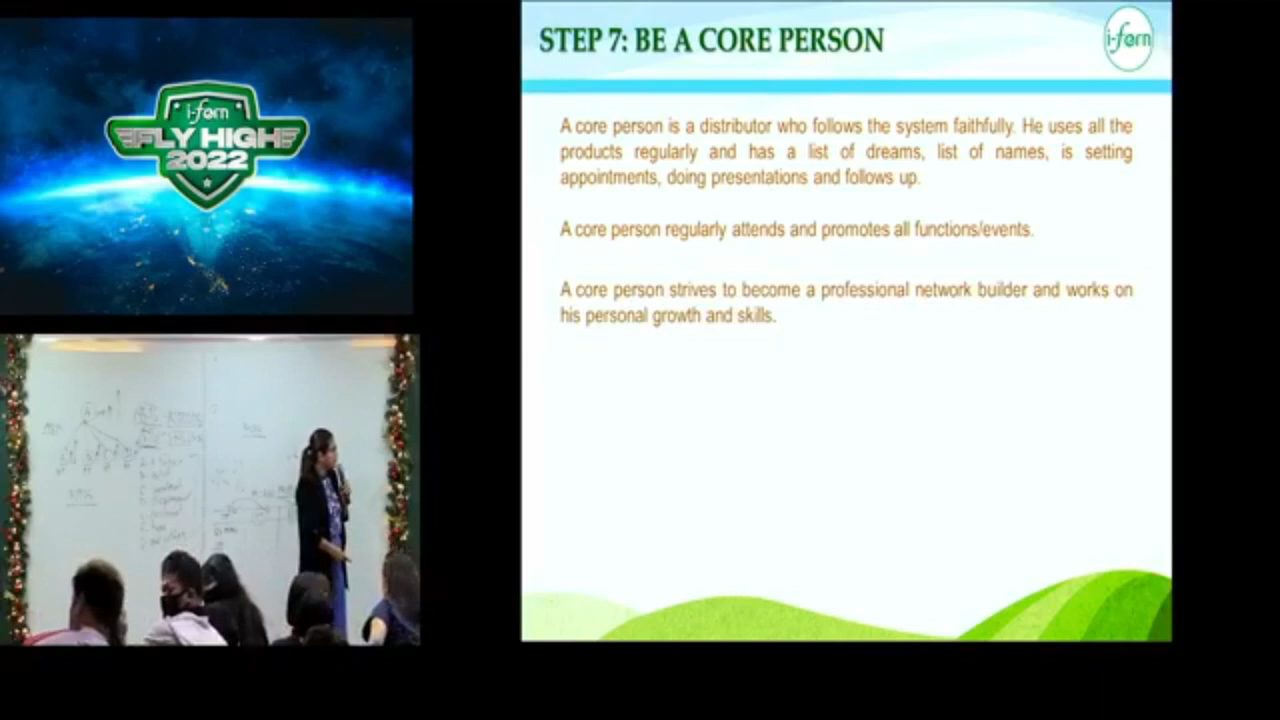 i-fern
FLY HIGH
2022
STEP 7: BE A CORE PERSON
i-fern
A core person is a distributor who follows the system faithfully. He uses all the
products regularly and has a list of dreams, list of names, is setting
appointments, doing presentations and follows up.
A core person regularly attends and promotes all functions/events.
A core person strives to become a professional network builder and works on
his personal growth and skills.